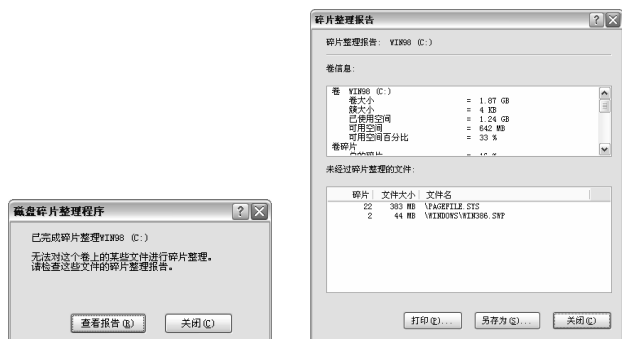 磁盘碎片整理程序
已完成碎片整理WIN98 (C:)
无法对这个卷上的某些文件进行碎片整理。
请检查这些文件的碎片整理报告。
查看报告(R)
关闭(C)
碎片整理报告
碎片整理报告: WIN98 (C:)
卷信息:
卷 WIN98 (C:)
卷大小 = 1.87 GB
簇大小 = 4 KB
已使用空间 = 1.24 GB
可用空间 = 642 MB
可用空间百分比 = 33 %
卷碎片
未经过碎片整理的文件:
碎片 文件大小 文件名
22 383 MB \PAGEFILE.SYS
2 44 MB \WINDOWS\WIN386.SWP
打印(P)...
另存为(S)...
关闭(C)